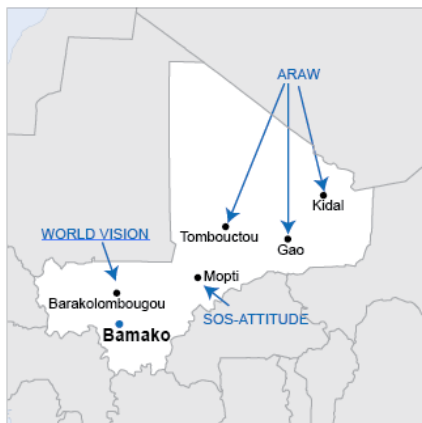 ARAW
Kidal
Tombouctou
Gao
WORLD VISION
Mopti
Barakolombougou
SOS-ATTITUDE
Bamako